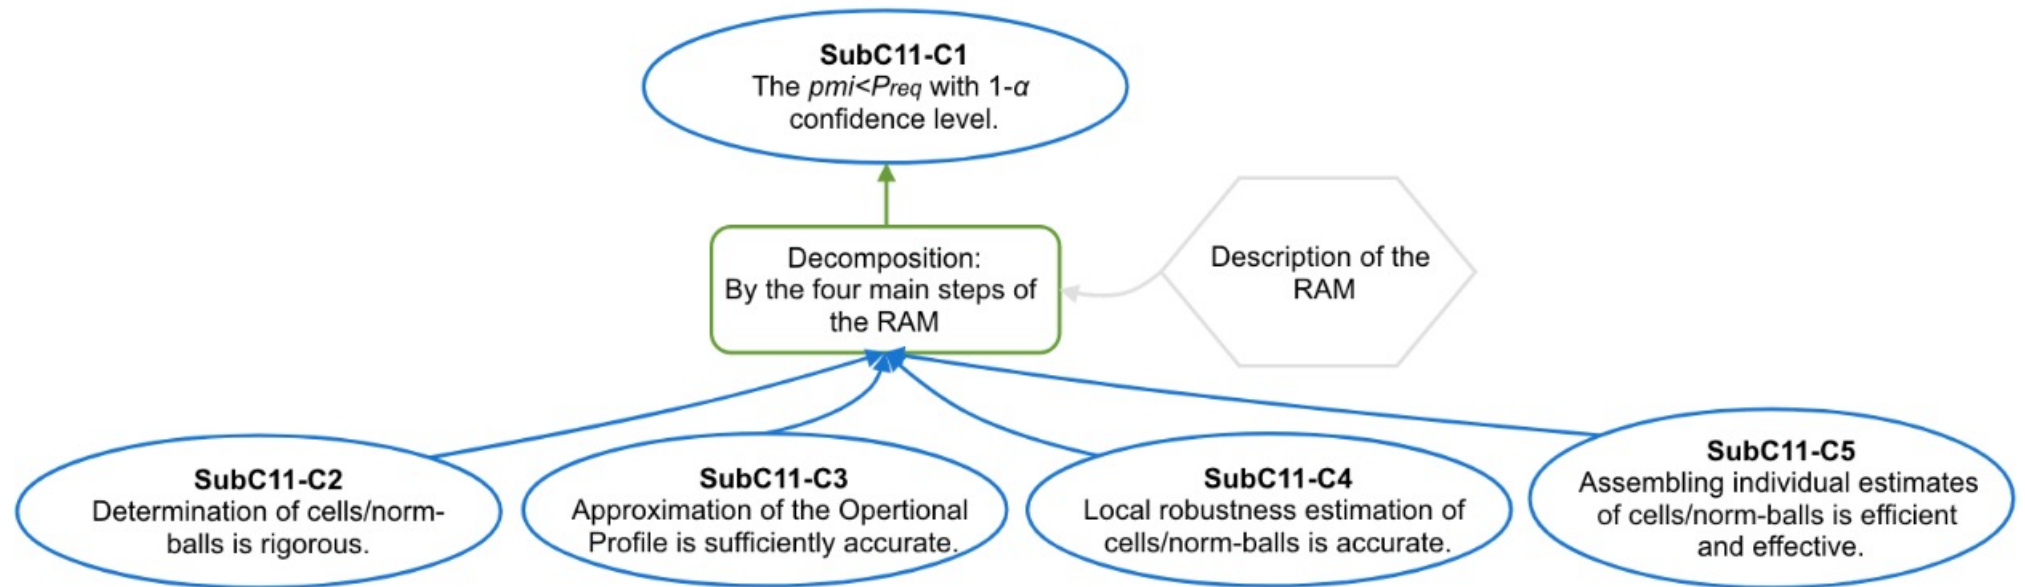 SubC11-C1
The pmi<Preq with 1-α
confidence level.
Decomposition:
By the four main steps of
the RAM
Description of the
RAM
SubC11-C2
Determination of cells/norm-
balls is rigorous.
SubC11-C3
Approximation of the Opertional
Profile is sufficiently accurate.
SubC11-C4
Local robustness estimation of
cells/norm-balls is accurate.
SubC11-C5
Assembling individual estimates
of cells/norm-balls is efficient
and effective.